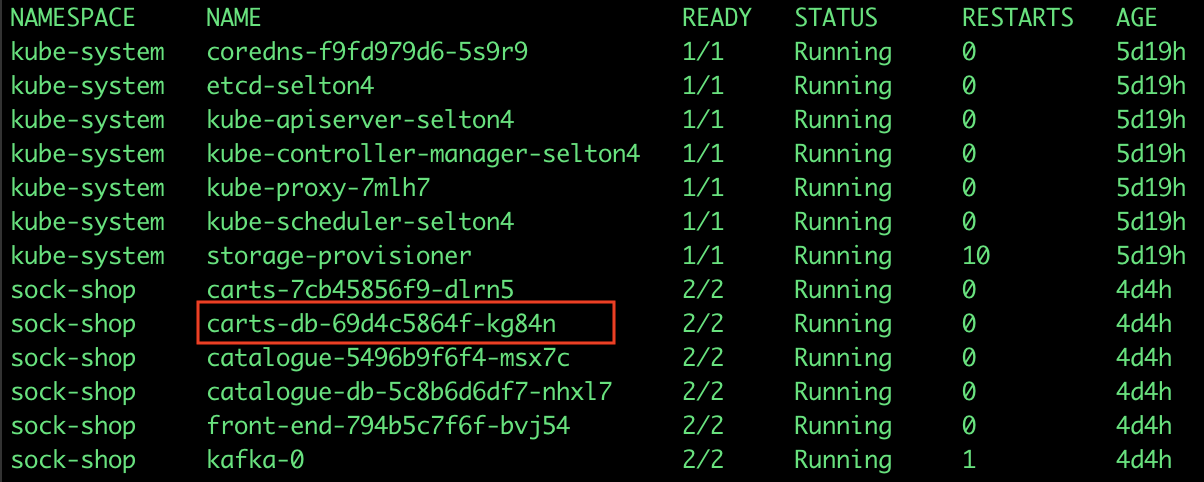 NAMESPACE NAME READY STATUS RESTARTS AGE
kube-system coredns-f9fd979d6-5s9r9 1/1 Running 0 5d19h
kube-system etcd-selton4 1/1 Running 0 5d19h
kube-system kube-apiserver-selton4 1/1 Running 0 5d19h
kube-system kube-controller-manager-selton4 1/1 Running 0 5d19h
kube-system kube-proxy-7mlh7 1/1 Running 0 5d19h
kube-system kube-scheduler-selton4 1/1 Running 0 5d19h
kube-system storage-provisioner 1/1 Running 10 5d19h
sock-shop carts-7cb45856f9-dlrn5 2/2 Running 0 4d4h
sock-shop carts-db-69d4c5864f-kg84n 2/2 Running 0 4d4h
sock-shop catalogue-5496b9f6f4-msx7c 2/2 Running 0 4d4h
sock-shop catalogue-db-5c8b6d6df7-nhxl7 2/2 Running 0 4d4h
sock-shop front-end-794b5c7f6f-bvj54 2/2 Running 0 4d4h
sock-shop kafka-0 2/2 Running 1 4d4h